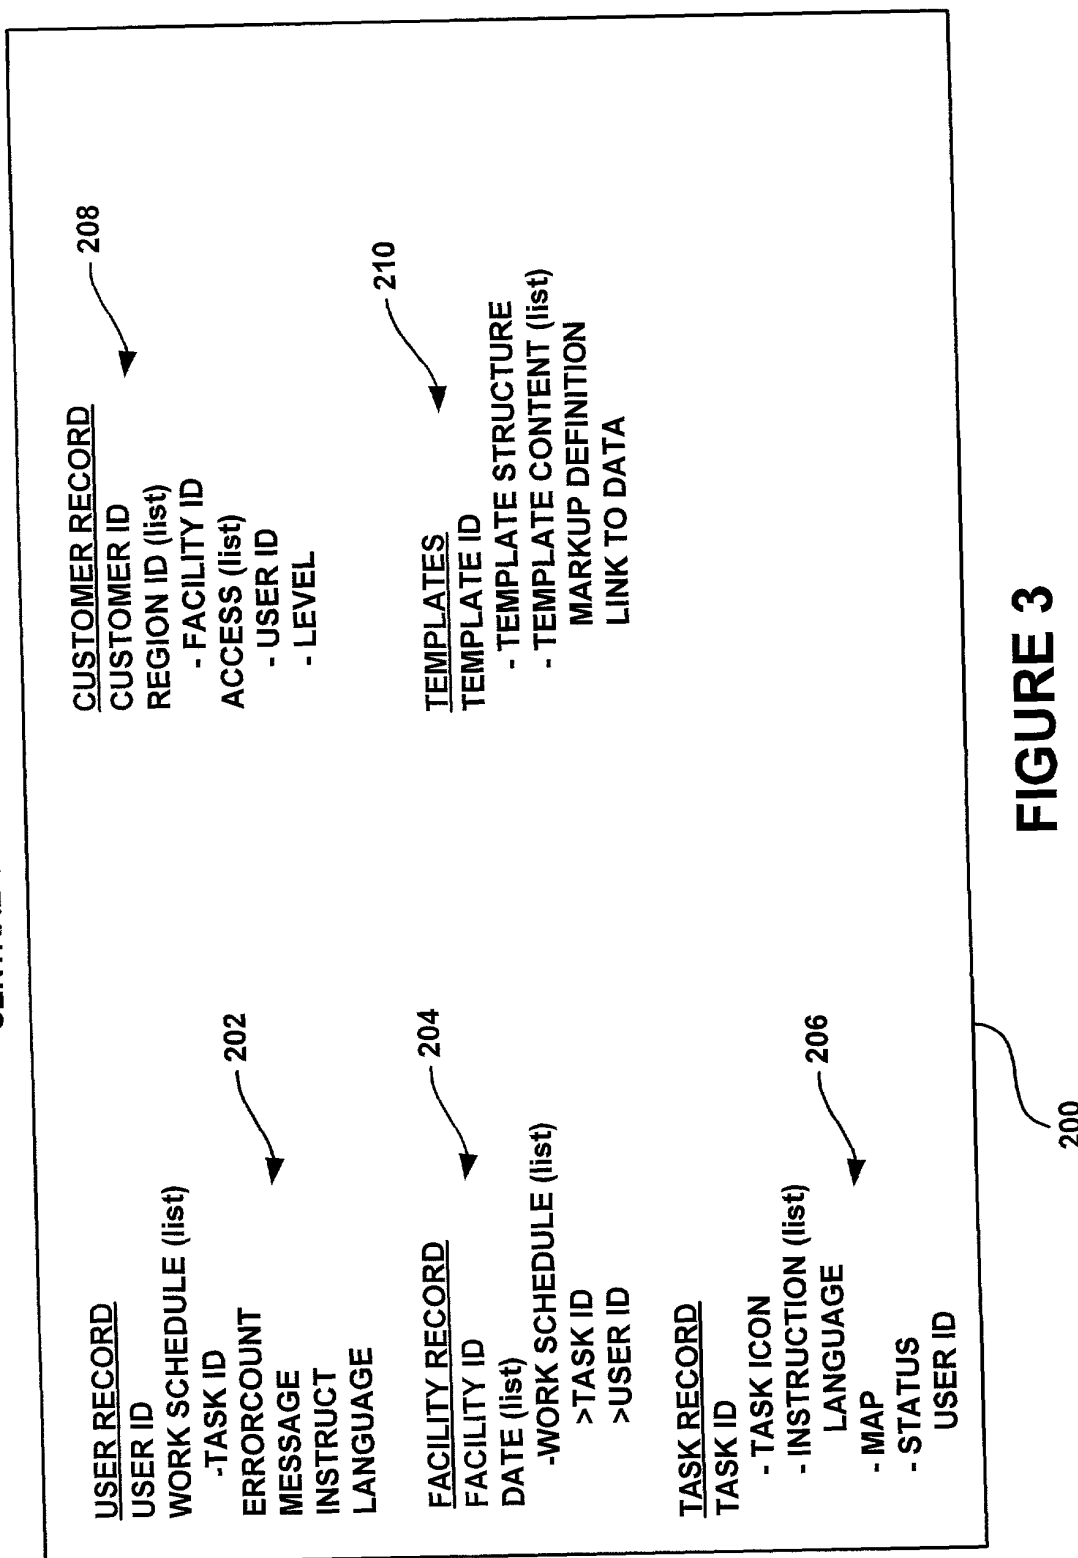 USER RECORD
USER ID
WORK SCHEDULE (list)
-TASK ID
ERRORCOUNT
MESSAGE
INSTRUCT
LANGUAGE
202
FACILITY RECORD
FACILITY ID
DATE (list)
-WORK SCHEDULE (list)
>TASK ID
>USER ID
204
TASK RECORD
TASK ID
- TASK ICON
- INSTRUCTION (list)
LANGUAGE
- MAP
- STATUS
USER ID
206
CUSTOMER RECORD
CUSTOMER ID
REGION ID (list)
- FACILITY ID
ACCESS (list)
- USER ID
- LEVEL
208
TEMPLATES
TEMPLATE ID
- TEMPLATE STRUCTURE
- TEMPLATE CONTENT (list)
MARKUP DEFINITION
LINK TO DATA
210
200
FIGURE 3